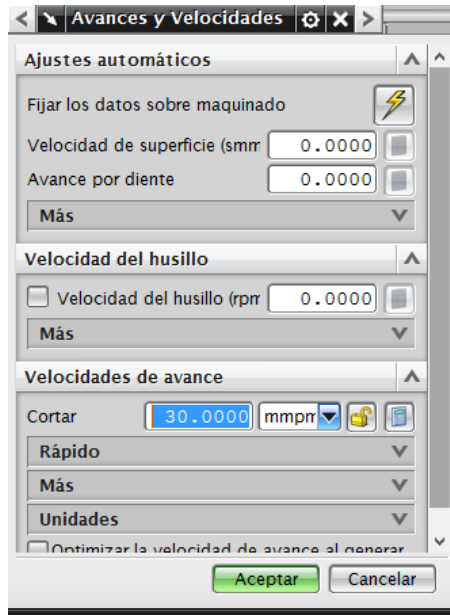 Avances y Velocidades
Ajustes automáticos
Fijar los datos sobre maquinado
Velocidad de superficie (smm 0.0000
Avance por diente 0.0000
Más
Velocidad del husillo
Velocidad del husillo (rpm 0.0000
Más
Velocidades de avance
Cortar 30.0000 mmpm
Rápido
Más
Unidades
Optimizar la velocidad de avance al generar
Aceptar Cancelar